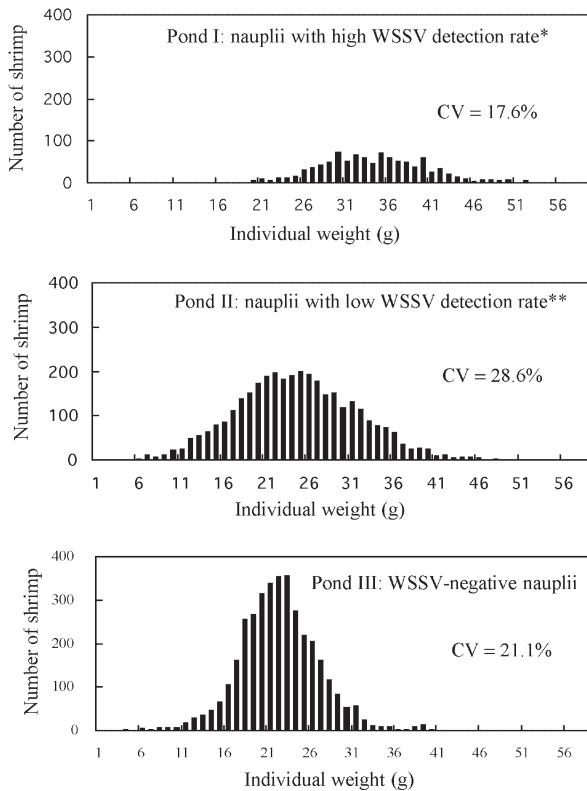 Pond I: nauplii with high WSSV detection rate*
CV = 17.6%
Number of shrimp
400
300
200
100
0
1 6 11 16 21 26 31 36 41 46 51 56
Individual weight (g)
Pond II: nauplii with low WSSV detection rate**
CV = 28.6%
Number of shrimp
400
300
200
100
0
1 6 11 16 21 26 31 36 41 46 52 56
Individual weight (g)
Pond III: WSSV-negative nauplii
CV = 21.1%
Number of shrimp
400
300
200
100
0
1 6 11 16 21 26 31 36 41 46 51 56
Individual weight (g)